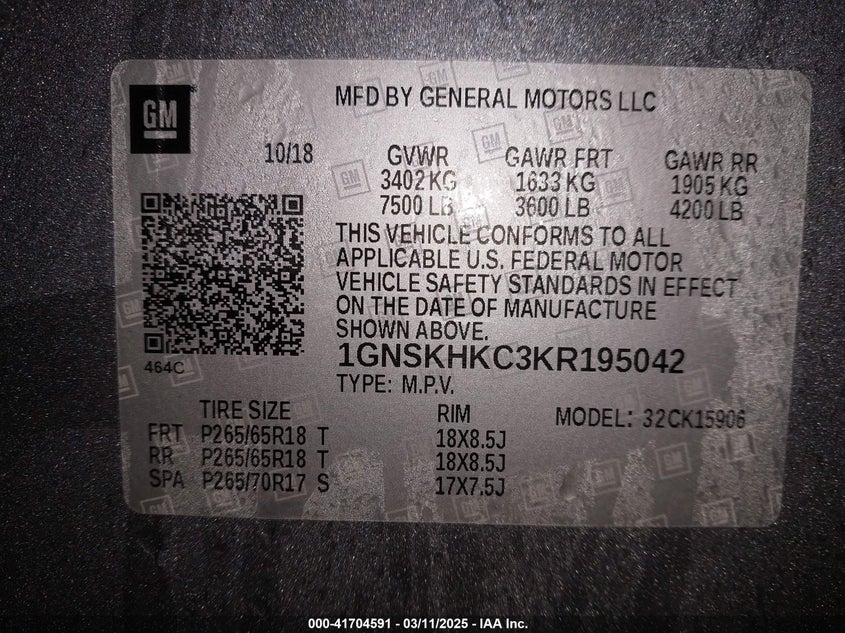 GM
MFD BY GENERAL MOTORS LLC
10/18
GVWR GAWR FRT GAWR RR
3402 KG 1633 KG 1905 KG
7500 LB 3600 LB 4200 LB
THIS VEHICLE CONFORMS TO ALL
APPLICABLE U.S. FEDERAL MOTOR
VEHICLE SAFETY STANDARDS IN EFFECT
ON THE DATE OF MANUFACTURE
SHOWN ABOVE.
464C
1GNSKHKC3KR195042
TYPE: M.P.V.
TIRE SIZE RIM MODEL: 32CK15906
FRT P265/65R18 T 18X8.5J
RR P265/65R18 T 18X8.5J
SPA P265/70R17 S 17X7.5J
000-41704591 - 03/11/2025 - IAA Inc.